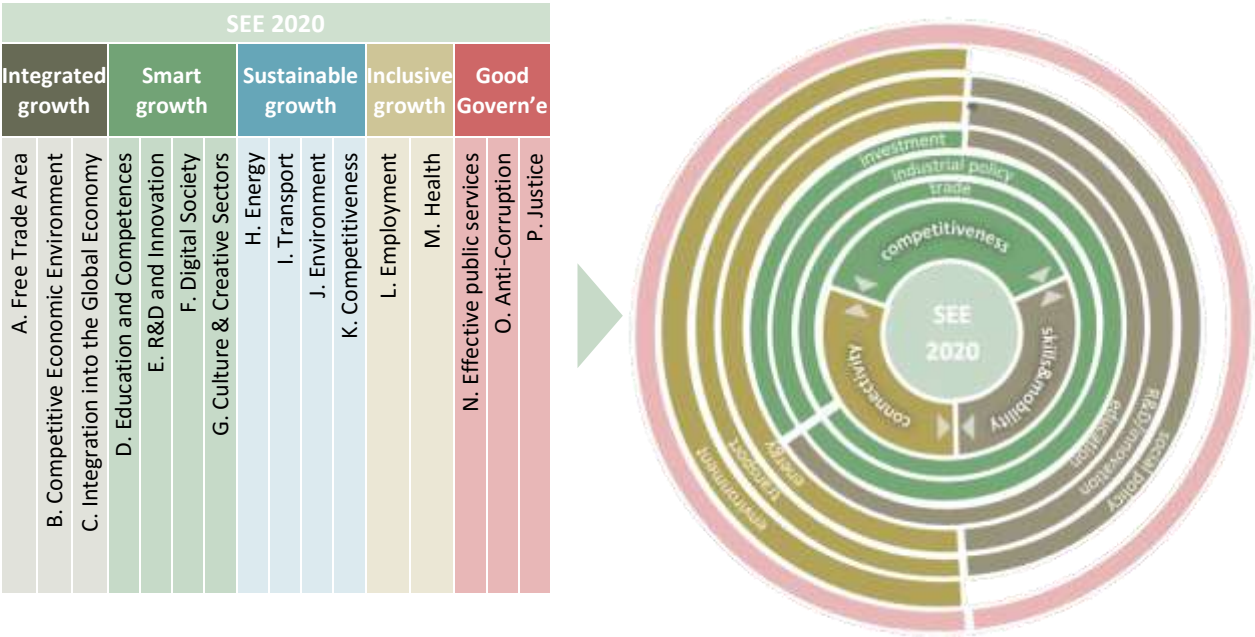 SEE 2020
Integrated
growth
Smart
growth
Sustainable
growth
Inclusive
growth
Good
Govern'e
A. Free Trade Area
B. Competitive Economic Environment
C. Integration into the Global Economy
D. Education and Competences
E. R&D and Innovation
F. Digital Society
G. Culture & Creative Sectors
H. Energy
I. Transport
J. Environment
K. Competitiveness
L. Employment
M. Health
N. Effective public services
O. Anti-Corruption
P. Justice
investment
industrial policy
trade
competitiveness
SEE
2020
skills&mobility
connectivity
education
R&D/innovation
social policy
energy
transport
environment